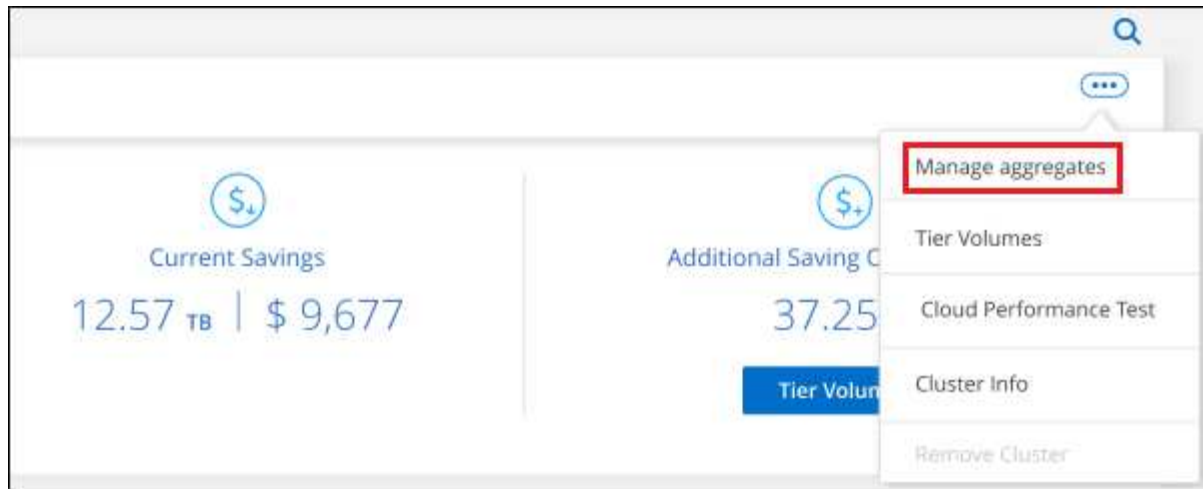 Manage aggregates
Current Savings
12.57 TB | $ 9,677
Additional Saving
37.25
Tier
Tier Volumes
Cloud Performance Test
Cluster Info
Remove Cluster